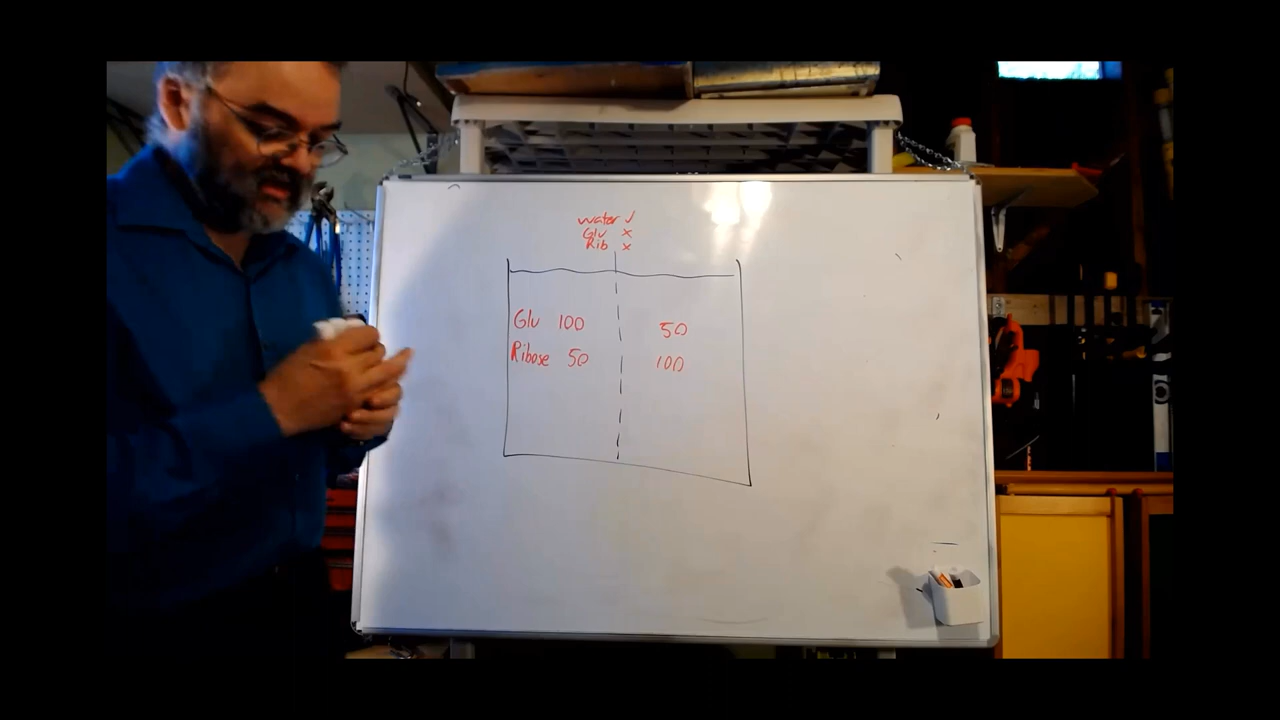 water ✓
Glu ×
Rib ×
Glu 100 50
Ribose 50 100